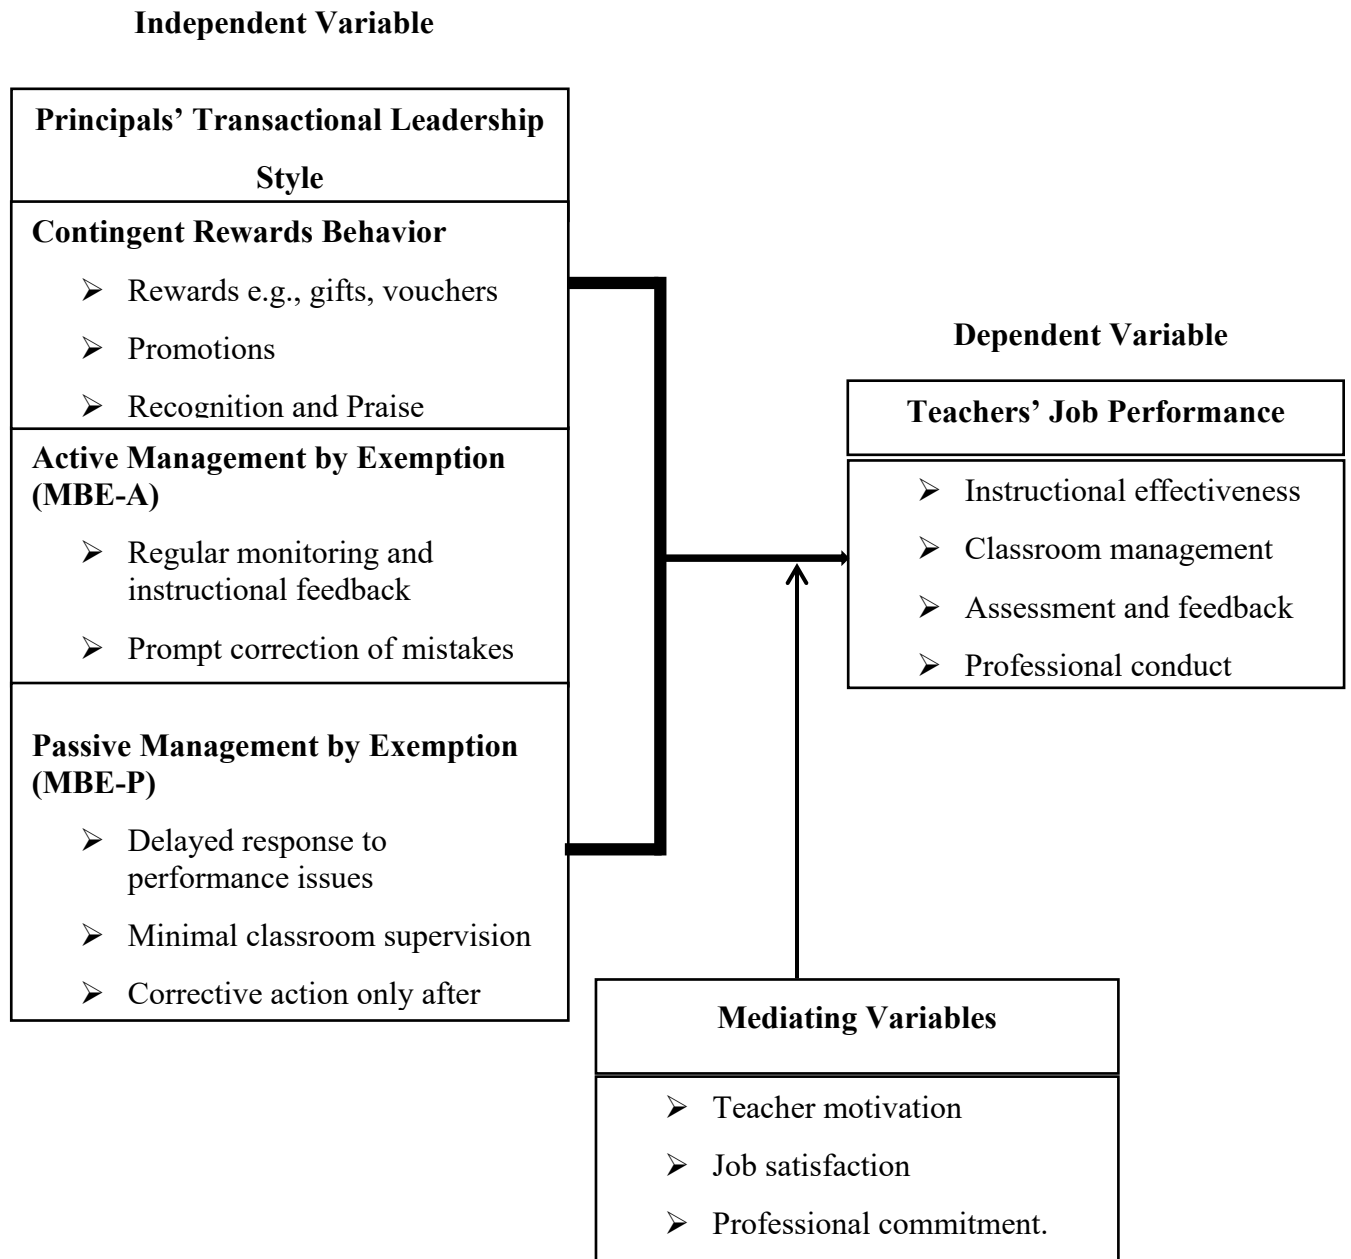 Independent Variable
Principals’ Transactional Leadership
Style
Contingent Rewards Behavior
➢ Rewards e.g., gifts, vouchers
➢ Promotions
➢ Recognition and Praise
Active Management by Exemption
(MBE-A)
➢ Regular monitoring and
instructional feedback
➢ Prompt correction of mistakes
Passive Management by Exemption
(MBE-P)
➢ Delayed response to
performance issues
➢ Minimal classroom supervision
➢ Corrective action only after
Dependent Variable
Teachers’ Job Performance
➢ Instructional effectiveness
➢ Classroom management
➢ Assessment and feedback
➢ Professional conduct
Mediating Variables
➢ Teacher motivation
➢ Job satisfaction
➢ Professional commitment.